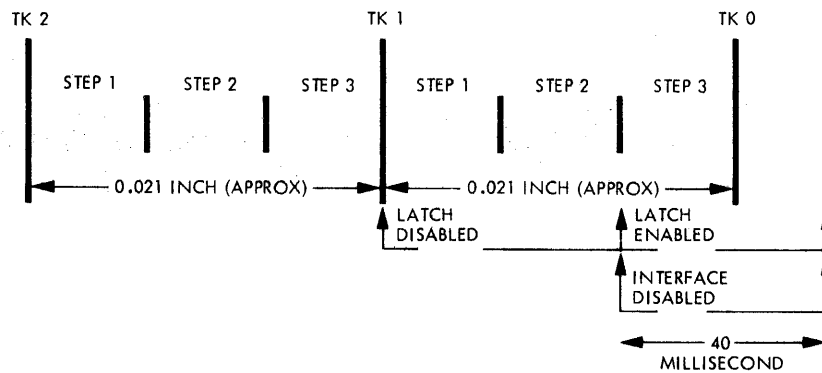 TK 2 TK 1 TK 0
STEP 1 STEP 2 STEP 3 STEP 1 STEP 2 STEP 3
0.021 INCH (APPROX) 0.021 INCH (APPROX)
LATCH DISABLED
LATCH ENABLED
INTERFACE DISABLED
40
MILLISECOND